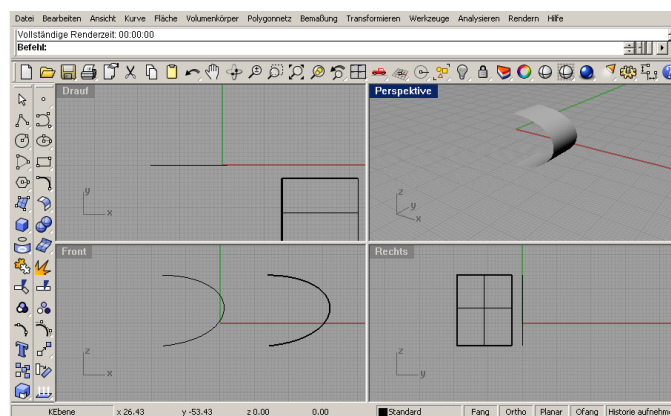 Datei Bearbeiten Ansicht Kurve Fläche Volumenkörper Polygonnetz Bemaßung Transformieren Werkzeuge Analysieren Rendern Hilfe
Vollständige Renderzeit: 00:00:00
Befehl:
Drauf
Perspektive
y
x
z
y
x
Front
Rechts
z
x
z
y
KEbene x 26.43 y -53.43 z 0.00 0.00 Standard Fang Ortho Planar Ofang Historie aufnehme